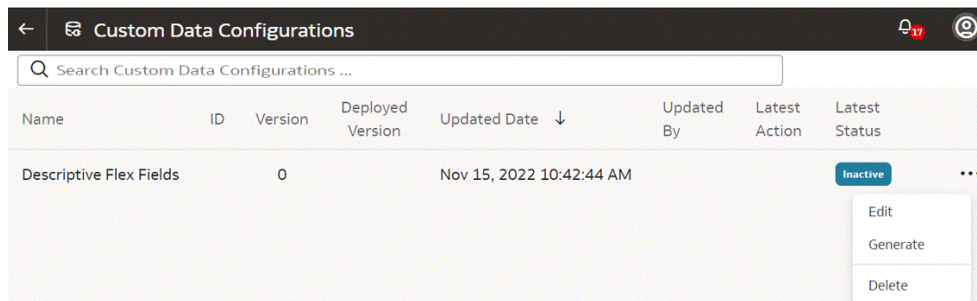 Custom Data Configurations
17
Search Custom Data Configurations ...
Name ID Version Deployed Version Updated Date Updated By Latest Action Latest Status
Descriptive Flex Fields 0 Nov 15, 2022 10:42:44 AM Inactive ...
Edit
Generate
Delete